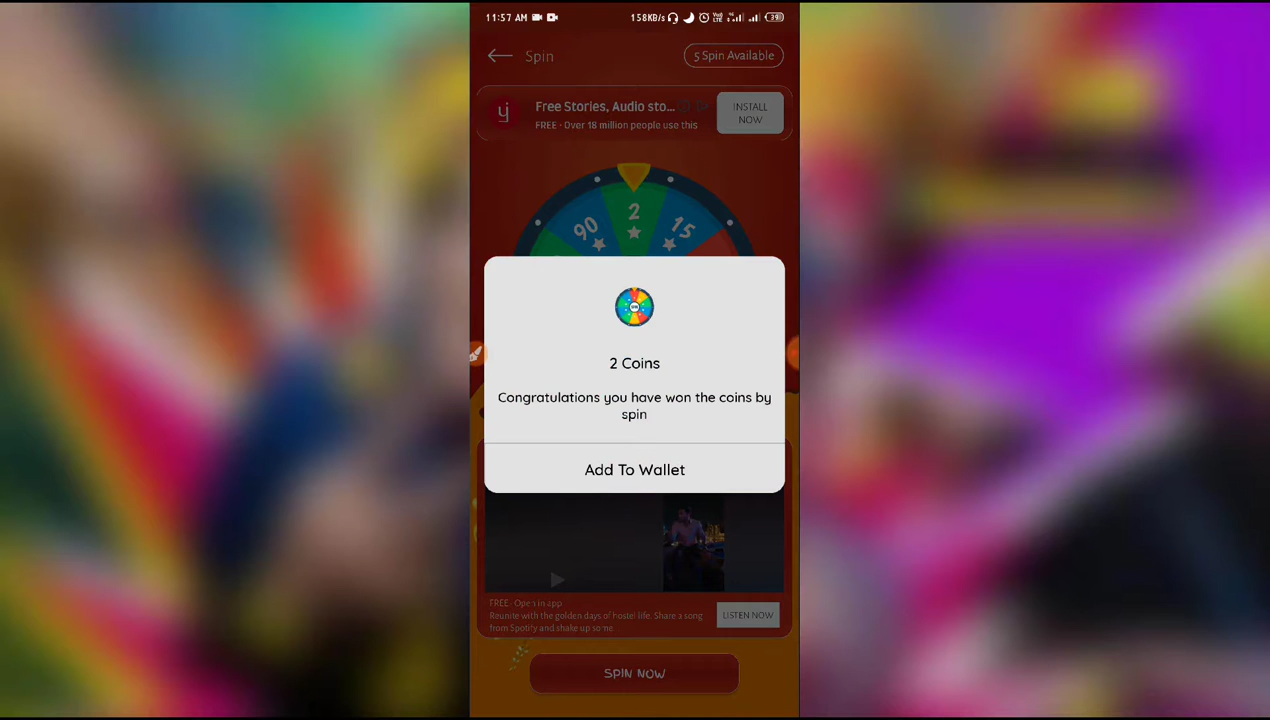 11:57 AM
158KB/s
39
Spin
5 Spin Available
Free Stories, Audio sto...
FREE · Over 18 million people use this
INSTALL
NOW
90
2
15
2 Coins
Congratulations you have won the coins by
spin
Add To Wallet
FREE · Open in app
Reunite with the golden days of hostel life. Share a song
from Spotify and shake up some..
LISTEN NOW
SPIN NOW